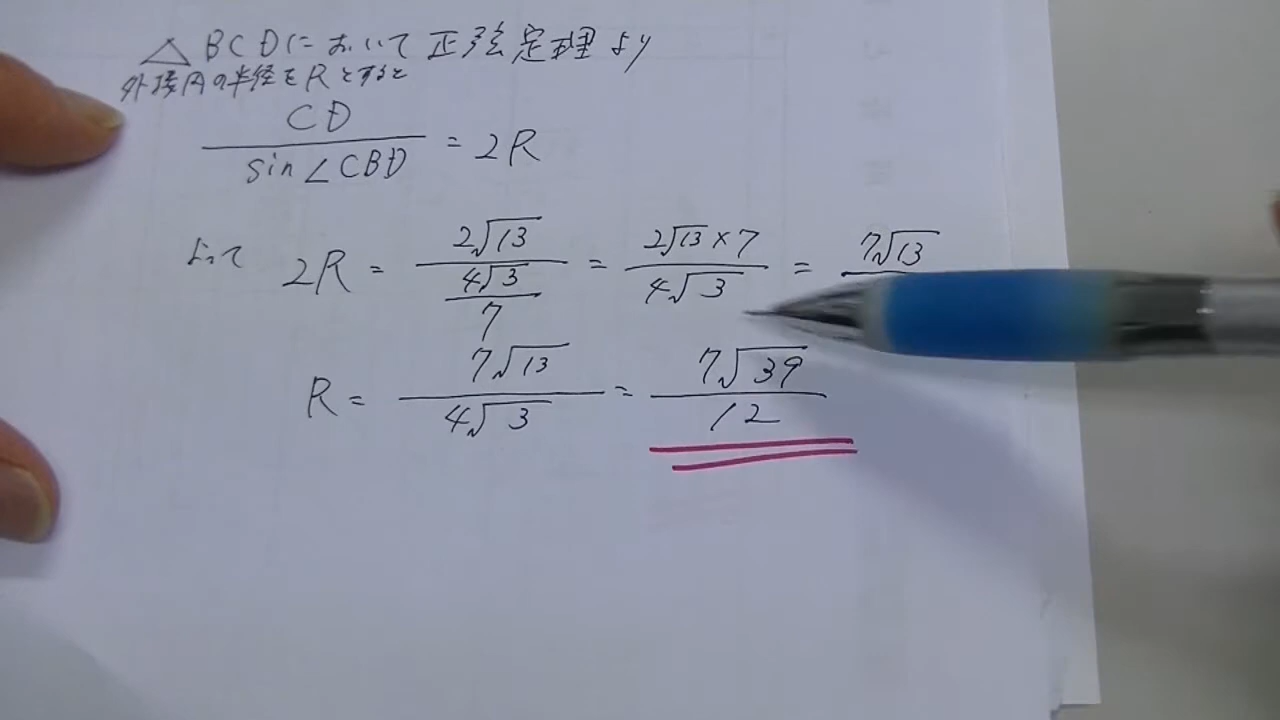 △BCDにおいて正弦定理より
外接円の半径をRとすると
CD/sin∠CBD = 2R
よって 2R = 2√13/(4√3/7) = 2√13×7/4√3 = 7√13
R = 7√13/4√3 = 7√39/12